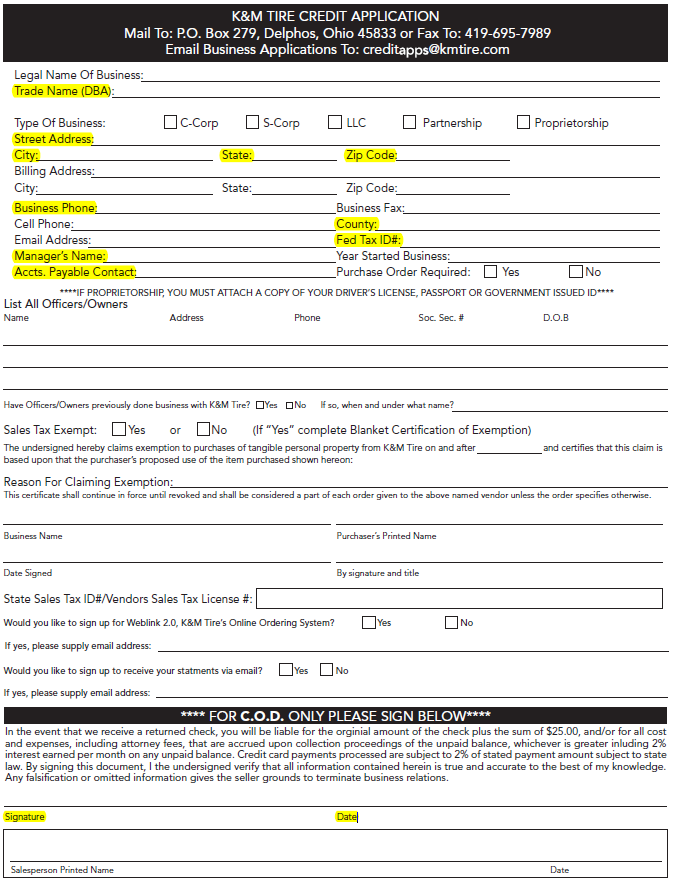 K&M TIRE CREDIT APPLICATION
Mail To: P.O. Box 279, Delphos, Ohio 45833 or Fax To: 419-695-7989
Email Business Applications To: creditapps@kmtire.com
Legal Name Of Business:
Trade Name (DBA):
Type Of Business: C-Corp S-Corp LLC Partnership Proprietorship
Street Address:
City: State: Zip Code:
Billing Address:
City: State: Zip Code:
Business Phone: Business Fax:
Cell Phone: County:
Email Address: Fed Tax ID#:
Manager's Name: Year Started Business:
Accts. Payable Contact: Purchase Order Required: Yes No
****IF PROPRIETORSHIP, YOU MUST ATTACH A COPY OF YOUR DRIVER'S LICENSE, PASSPORT OR GOVERNMENT ISSUED ID****
List All Officers/Owners
Name Address Phone Soc. Sec. # D.O.B
Have Officers/Owners previously done business with K&M Tire? Yes No If so, when and under what name?
Sales Tax Exempt: Yes or No (If "Yes" complete Blanket Certification of Exemption)
The undersigned hereby claims exemption to purchases of tangible personal property from K&M Tire on and after and certifies that this claim is
based upon that the purchaser's proposed use of the item purchased shown hereon:
Reason For Claiming Exemption:
This certificate shall continue in force until revoked and shall be considered a part of each order given to the above named vendor unless the order specifies otherwise.
Business Name Purchaser's Printed Name
Date Signed By signature and title
State Sales Tax ID#/Vendors Sales Tax License #:
Would you like to sign up for Weblink 2.0, K&M Tire's Online Ordering System? Yes No
If yes, please supply email address:
Would you like to sign up to receive your statments via email? Yes No
If yes, please supply email address:
**** FOR C.O.D. ONLY PLEASE SIGN BELOW****
In the event that we receive a returned check, you will be liable for the orginial amount of the check plus the sum of $25.00, and/or for all cost
and expenses, including attorney fees, that are accrued upon collection proceedings of the unpaid balance, whichever is greater inluding 2%
interest earned per month on any unpaid balance. Credit card payments processed are subject to 2% of stated payment amount subject to state
law. By signing this document, I the undersigned verify that all information contained herein is true and accurate to the best of my knowledge.
Any falsification or omitted information gives the seller grounds to terminate business relations.
Signature Date
Salesperson Printed Name Date